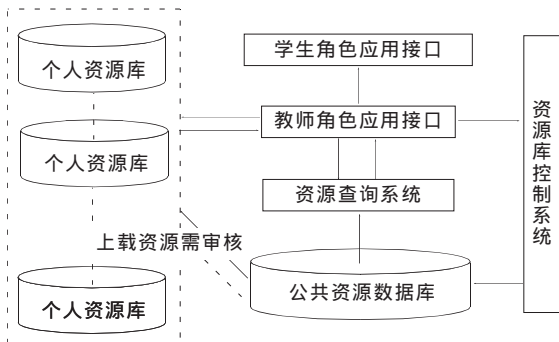 个人资源库
个人资源库
上载资源需审核
个人资源库
学生角色应用接口
教师角色应用接口
资源查询系统
公共资源数据库
资源库控制系统